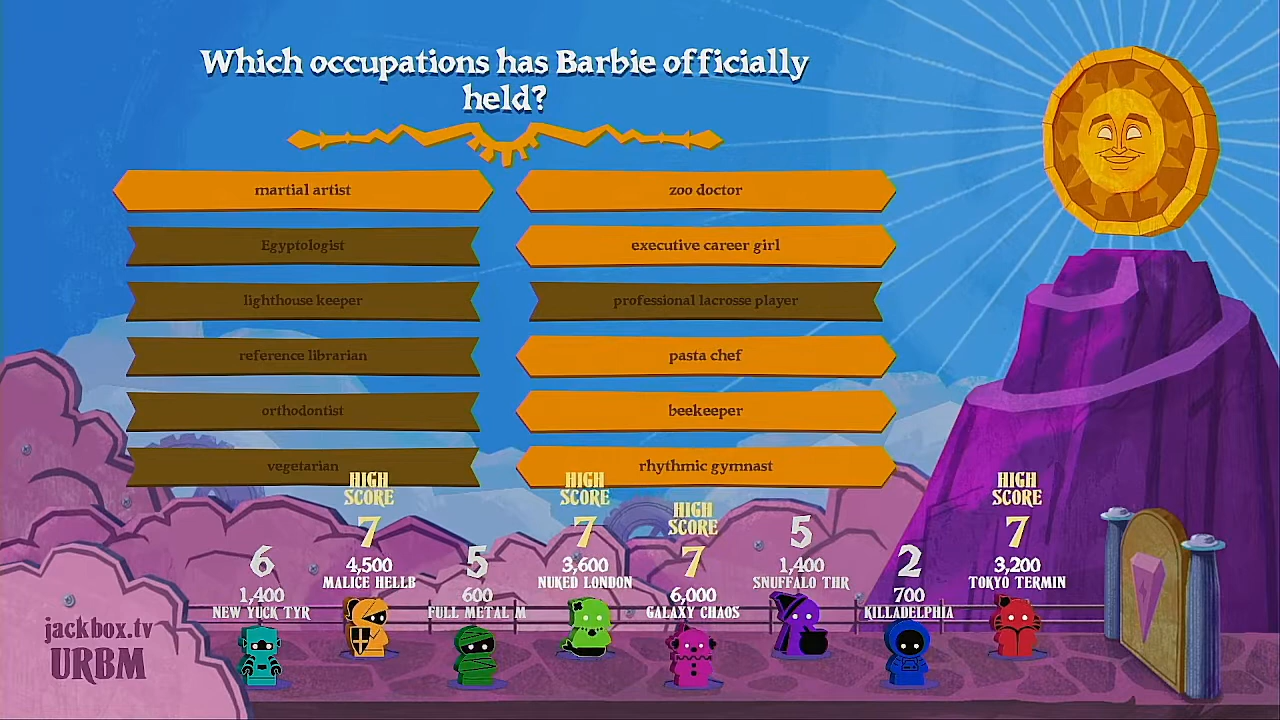 Which occupations has Barbie officially
held?
martial artist
zoo doctor
Egyptologist
executive career girl
lighthouse keeper
professional lacrosse player
reference librarian
pasta chef
orthodontist
beekeeper
vegetarian
rhythmic gymnast
HIGH
SCORE
7
4,500
MALICE HELLB
HIGH
SCORE
7
3,600
NUKED LONDON
HIGH
SCORE
7
6,000
GALAXY CHAOS
HIGH
SCORE
7
3,200
TOKYO TERMIN
6
1,400
NEW YUCK TYR
5
600
FULL METAL M
5
1,400
SNUFFALO THR
2
700
KILLADELPHIA
jackbox.tv
URBM